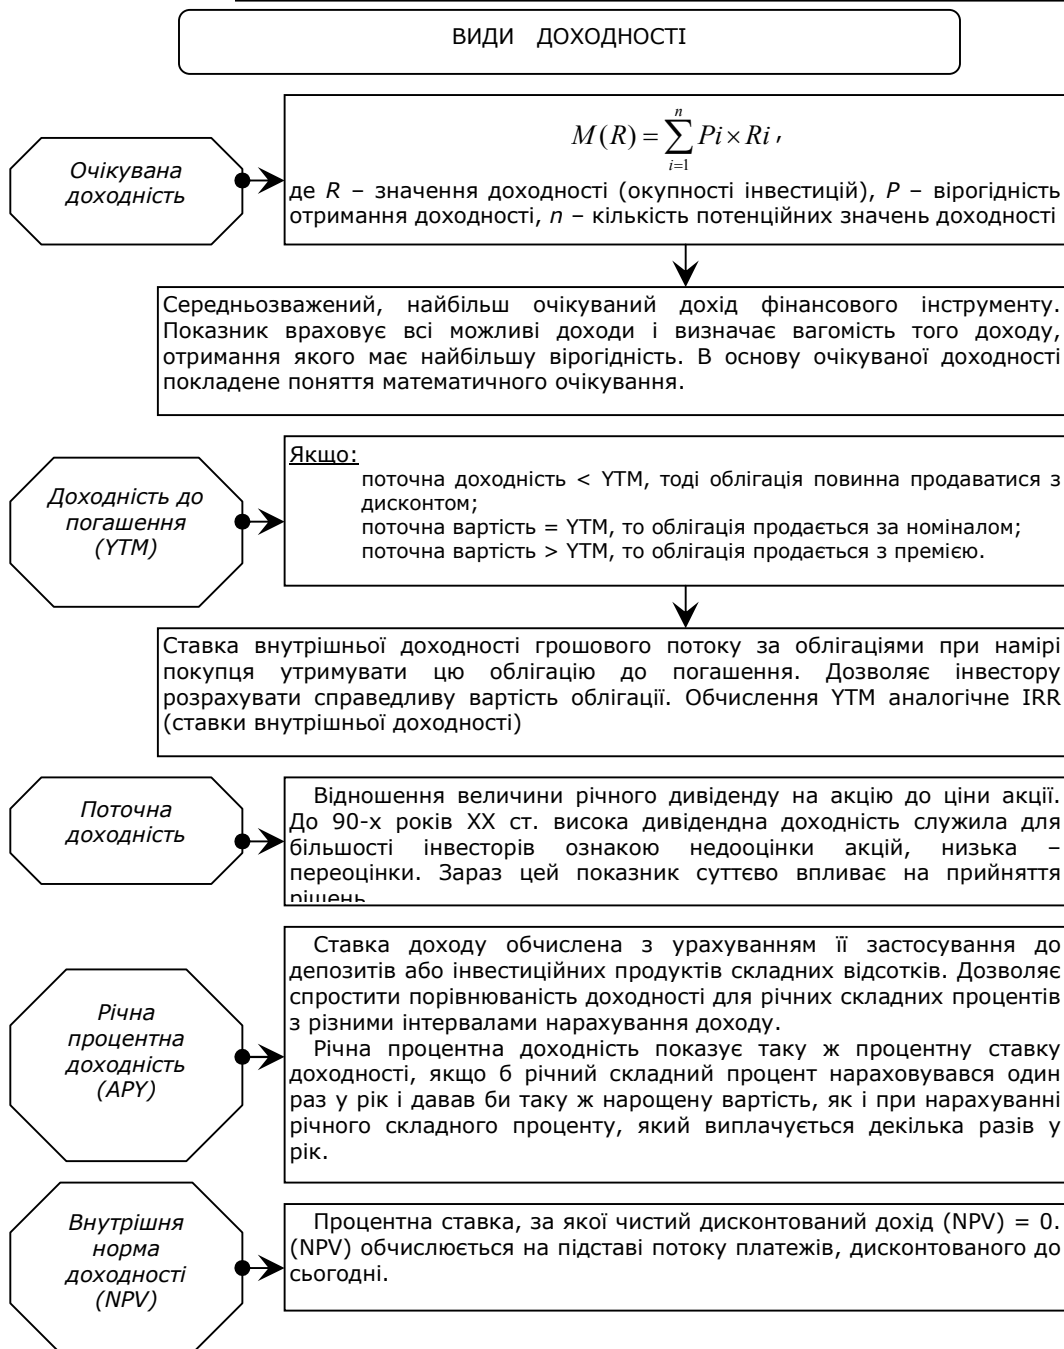 ВИДИ ДОХОДНОСТІ
Очікувана
доходність
M(R) = \sum_{i=1}^{n} Pi × Ri ,
де R – значення доходності (окупності інвестицій), P – вірогідність
отримання доходності, n – кількість потенційних значень доходності
Середньозважений, найбільш очікуваний дохід фінансового інструменту.
Показник враховує всі можливі доходи і визначає вагомість того доходу,
отримання якого має найбільшу вірогідність. В основу очікуваної доходності
покладене поняття математичного очікування.
Доходність до
погашення
(YTM)
Якщо:
поточна доходність < YTM, тоді облігація повинна продаватися з
дисконтом;
поточна вартість = YTM, то облігація продається за номіналом;
поточна вартість > YTM, то облігація продається з премією.
Ставка внутрішньої доходності грошового потоку за облігаціями при намірі
покупця утримувати цю облігацію до погашення. Дозволяє інвестору
розрахувати справедливу вартість облігації. Обчислення YTM аналогічне IRR
(ставки внутрішньої доходності)
Поточна
доходність
Відношення величини річного дивіденду на акцію до ціни акції.
До 90-х років ХХ ст. висока дивідендна доходність служила для
більшості інвесторів ознакою недооцінки акцій, низька –
переоцінки. Зараз цей показник суттєво впливає на прийняття
рішень
Річна
процентна
доходність
(APY)
Ставка доходу обчислена з урахуванням її застосування до
депозитів або інвестиційних продуктів складних відсотків. Дозволяє
спростити порівнюваність доходності для річних складних процентів
з різними інтервалами нарахування доходу.
Річна процентна доходність показує таку ж процентну ставку
доходності, якщо б річний складний процент нараховувався один
раз у рік і давав би таку ж нарощену вартість, як і при нарахуванні
річного складного проценту, який виплачується декілька разів у
рік.
Внутрішня
норма
доходності
(NPV)
Процентна ставка, за якої чистий дисконтований дохід (NPV) = 0.
(NPV) обчислюється на підставі потоку платежів, дисконтованого до
сьогодні.